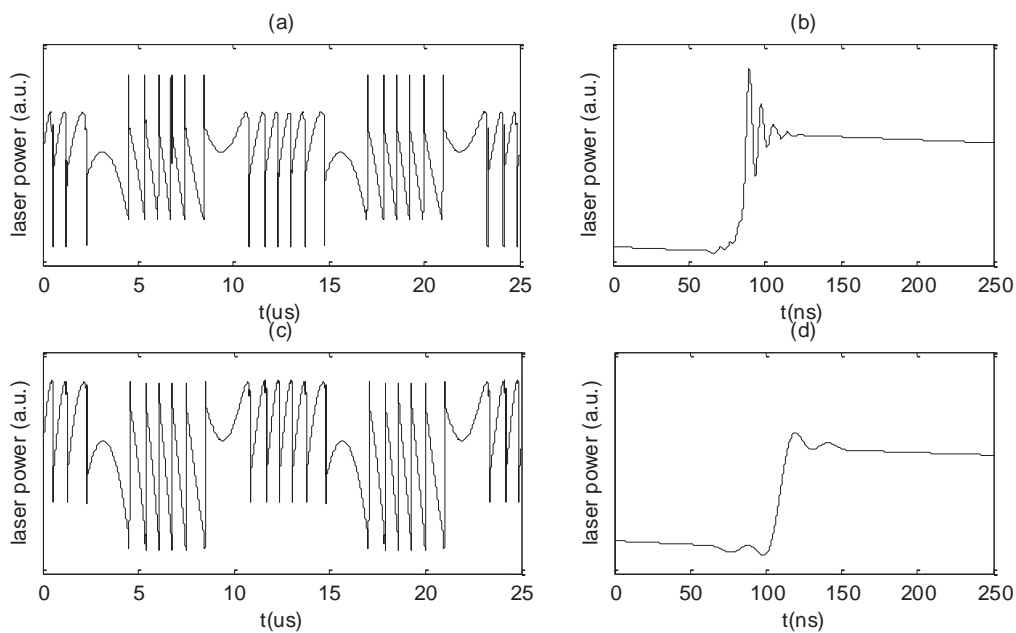 (a)
laser power (a.u.)
0 5 10 15 20 25
t(us)
(b)
laser power (a.u.)
0 50 100 150 200 250
t(ns)
(c)
laser power (a.u.)
0 5 10 15 20 25
t(us)
(d)
laser power (a.u.)
0 50 100 150 200 250
t(ns)